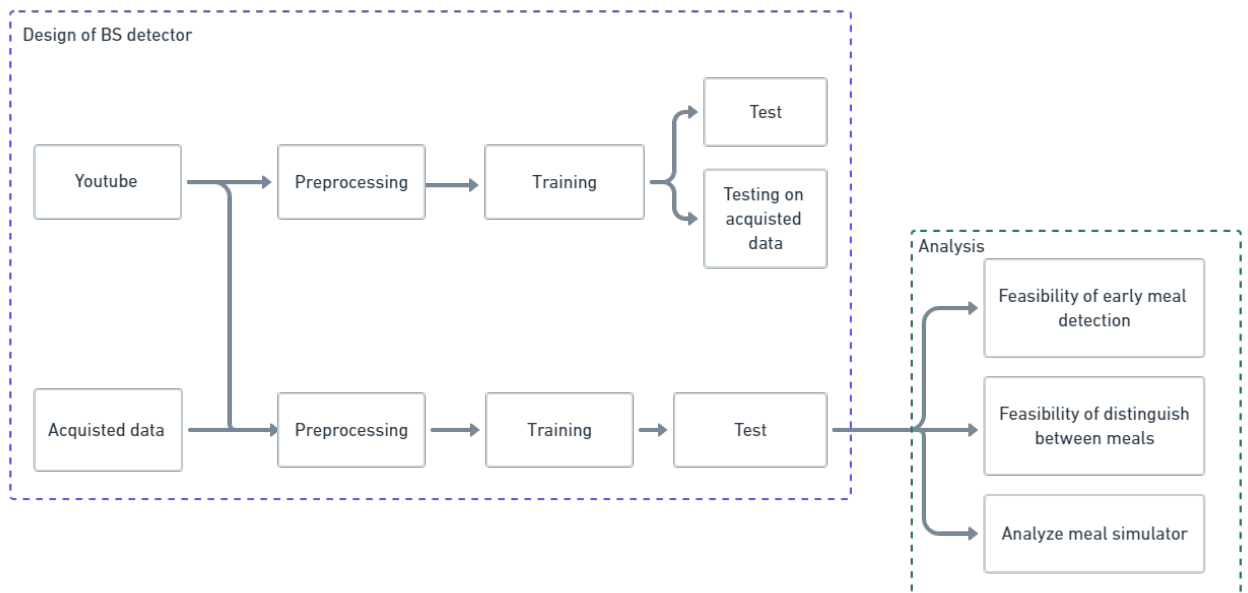 Design of BS detector
Test
Youtube
Preprocessing
Training
Testing on
acquisted
data
Analysis
Feasibility of early meal
detection
Acquisted data
Preprocessing
Training
Test
Feasibility of distinguish
between meals
Analyze meal simulator